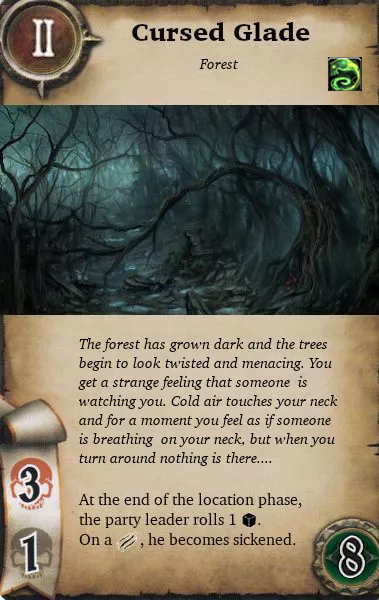 II
Cursed Glade
Forest
The forest has grown dark and the trees
begin to look twisted and menacing. You
get a strange feeling that someone is
watching you. Cold air touches your neck
and for a moment you feel as if someone
is breathing on your neck, but when you
turn around nothing is there....
3
At the end of the location phase,
the party leader rolls 1 .
On a , he becomes sickened.
1
8